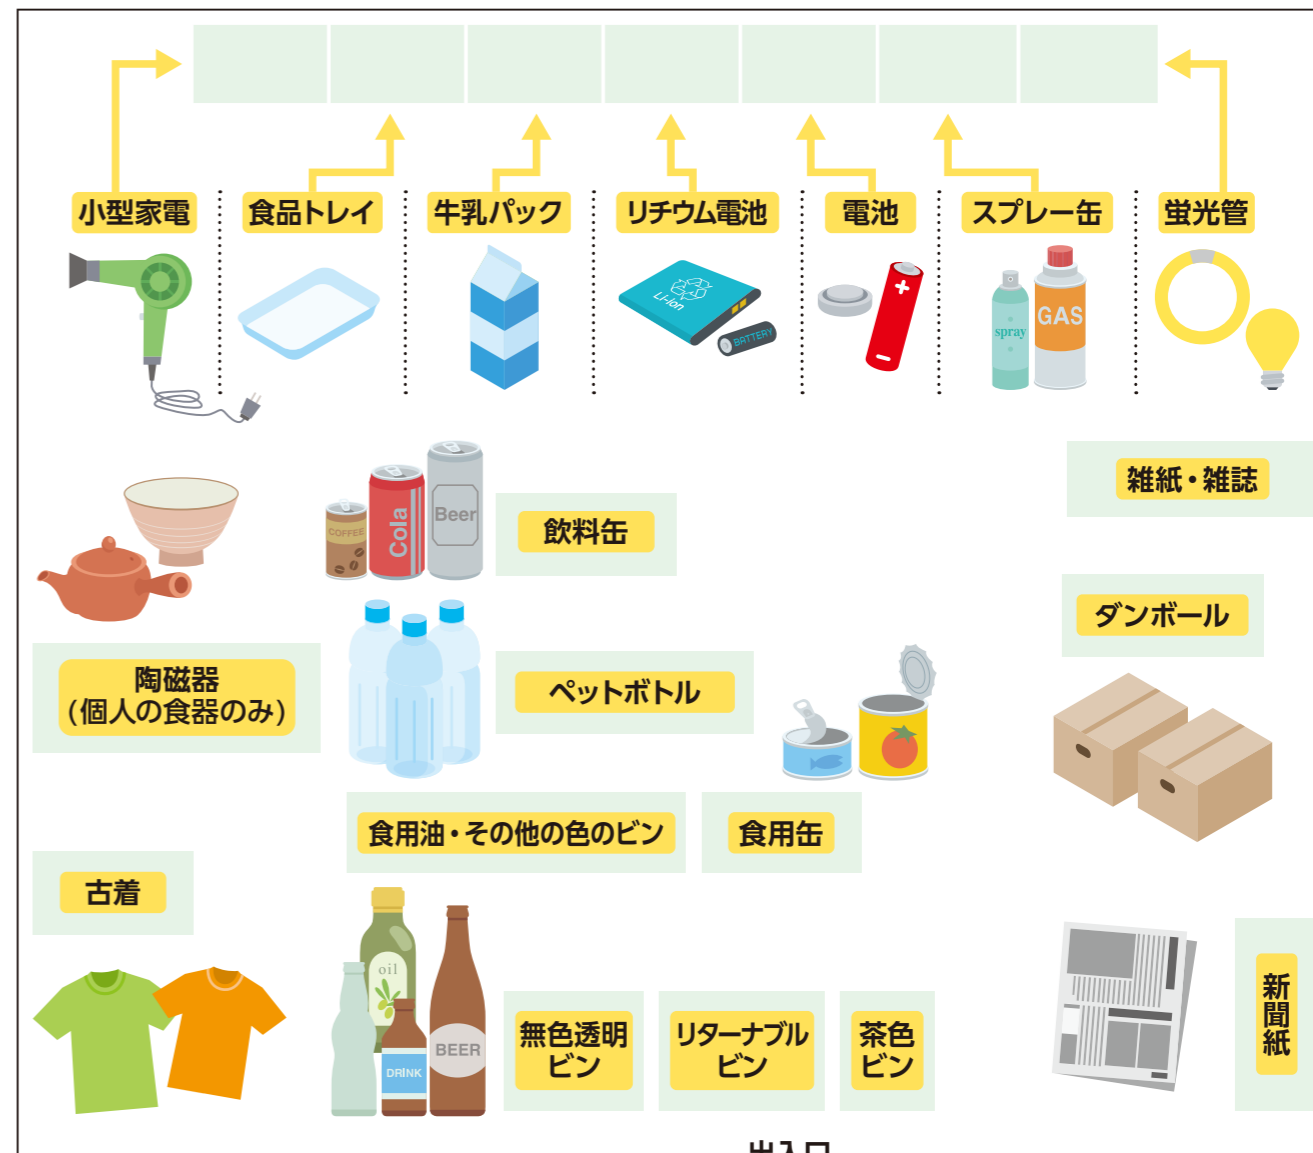 小型家電
食品トレイ
牛乳パック
リチウム電池
電池
スプレー缶
蛍光管
Li-ion
BATTERY
spray
GAS
COFFEE
Cola
Beer
飲料缶
雑紙・雑誌
ダンボール
陶磁器
(個人の食器のみ)
ペットボトル
食用油・その他の色のビン
食用缶
古着
oil
DRINK
BEER
無色透明
ビン
リターナブル
ビン
茶色
ビン
新聞紙
出入口